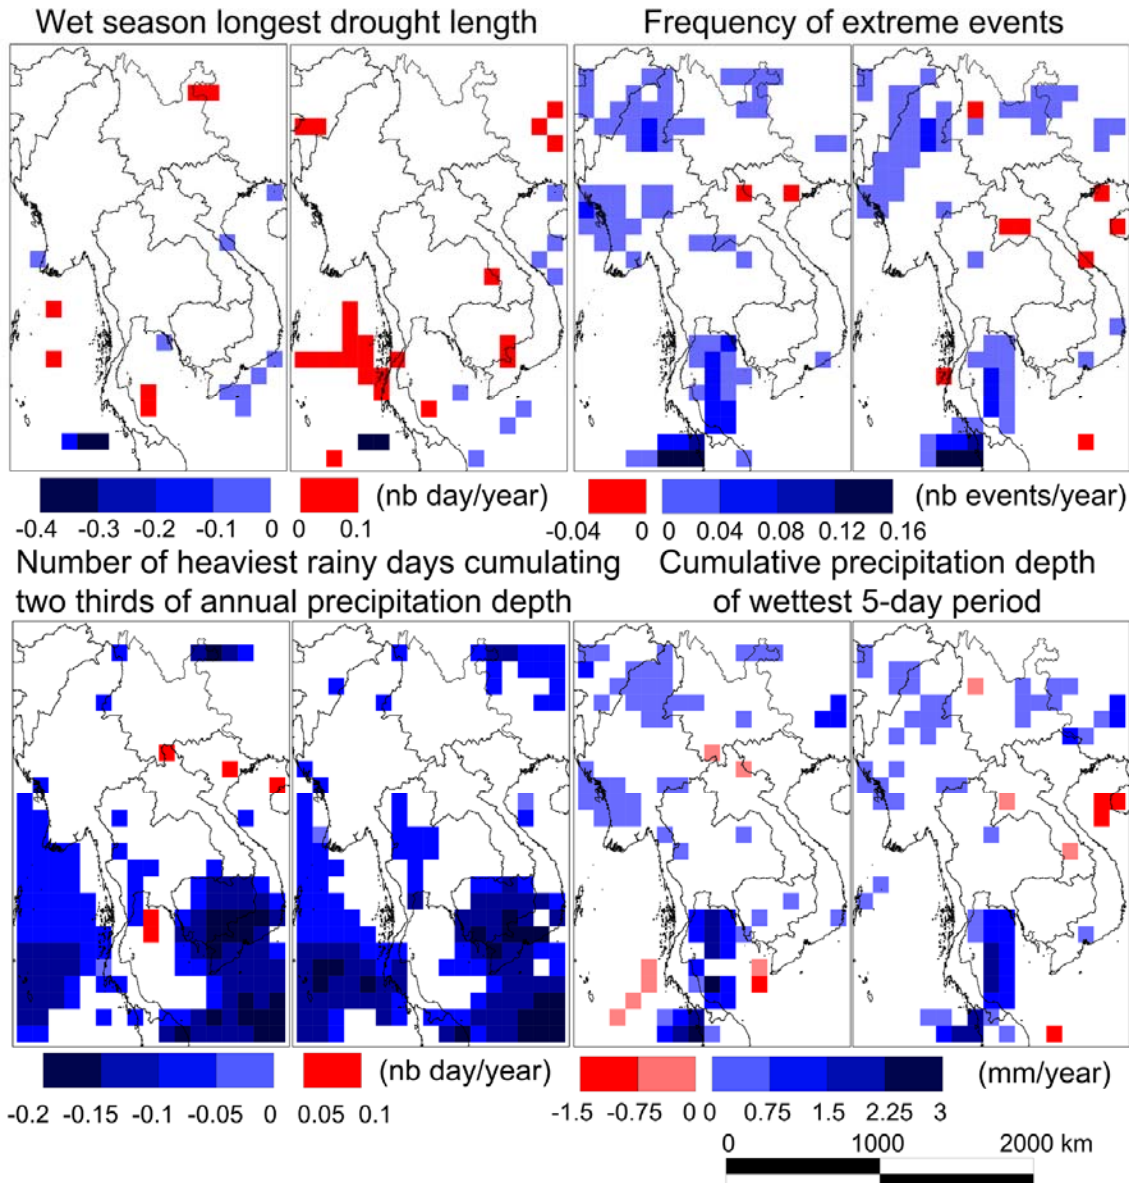 Wet season longest drought length
Frequency of extreme events
(nb day/year)
-0.4 -0.3 -0.2 -0.1 0
0 0.1
(nb events/year)
-0.04 0
0 0.04 0.08 0.12 0.16
Number of heaviest rainy days cumulating
two thirds of annual precipitation depth
Cumulative precipitation depth
of wettest 5-day period
(nb day/year)
-0.2 -0.15 -0.1 -0.05 0
0.05 0.1
(mm/year)
-1.5 -0.75 0
0 0.75 1.5 2.25 3
0 1000 2000 km